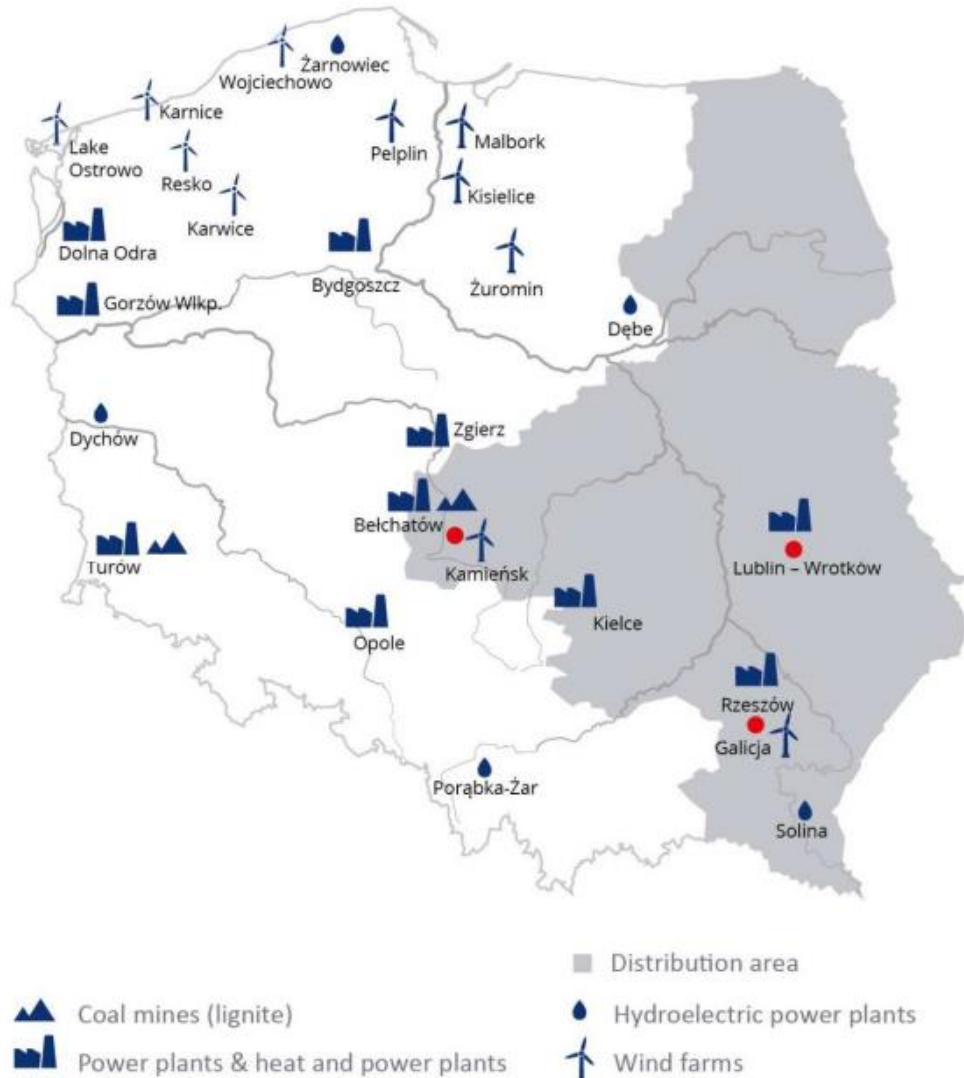 Żarnowiec
Wojciechowo
Karnice
Lake
Ostrowo
Resko
Karwice
Pelplin
Malbork
Kisielice
Dolna Odra
Bydgoszcz
Żuromin
Gorzów Wlkp.
Dębe
Dychów
Zgierz
Bełchatów
Turów
Kamieńsk
Lublin – Wrotków
Opole
Kielce
Rzeszów
Galicja
Porąbka-Żar
Solina
Distribution area
Coal mines (lignite)
Hydroelectric power plants
Power plants & heat and power plants
Wind farms